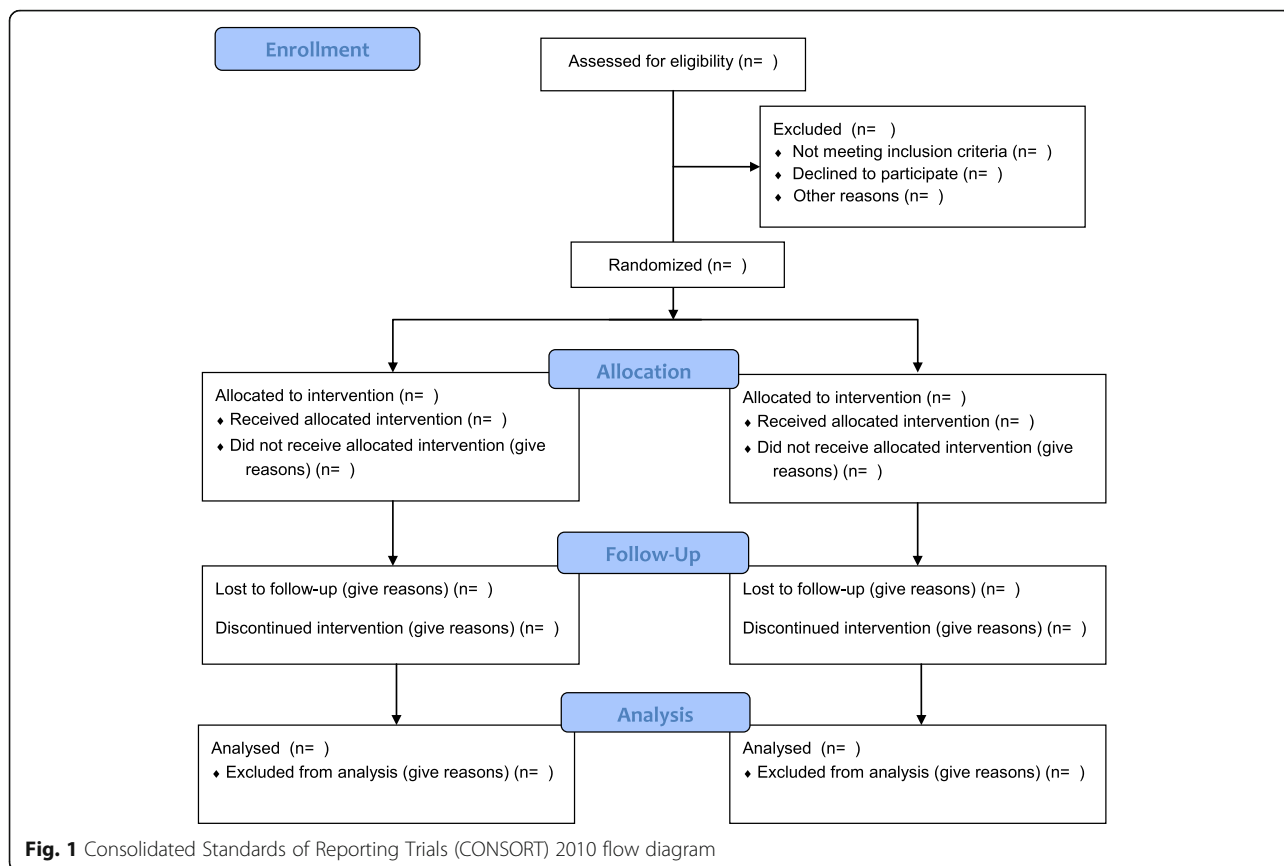 Enrollment
Assessed for eligibility (n= )
Excluded (n= )
♦ Not meeting inclusion criteria (n= )
♦ Declined to participate (n= )
♦ Other reasons (n= )
Randomized (n= )
Allocation
Allocated to intervention (n= )
♦ Received allocated intervention (n= )
♦ Did not receive allocated intervention (give
reasons) (n= )
Allocated to intervention (n= )
♦ Received allocated intervention (n= )
♦ Did not receive allocated intervention (give
reasons) (n= )
Follow-Up
Lost to follow-up (give reasons) (n= )
Discontinued intervention (give reasons) (n= )
Lost to follow-up (give reasons) (n= )
Discontinued intervention (give reasons) (n= )
Analysis
Analysed (n= )
♦ Excluded from analysis (give reasons) (n= )
Analysed (n= )
♦ Excluded from analysis (give reasons) (n= )
Fig. 1 Consolidated Standards of Reporting Trials (CONSORT) 2010 flow diagram